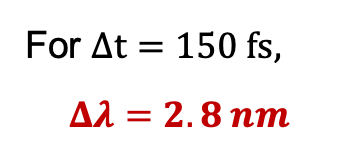 For Δt = 150 fs,
Δλ = 2.8 nm